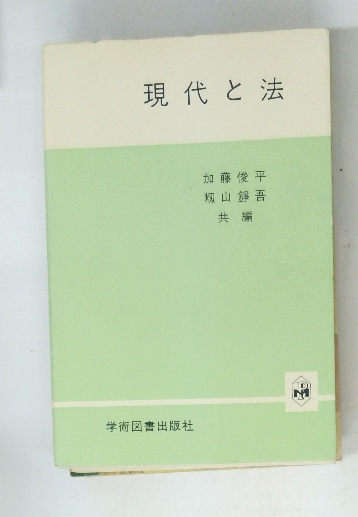 現代と法
加藤俊平
籾山錚吾
共編
学術図書出版社